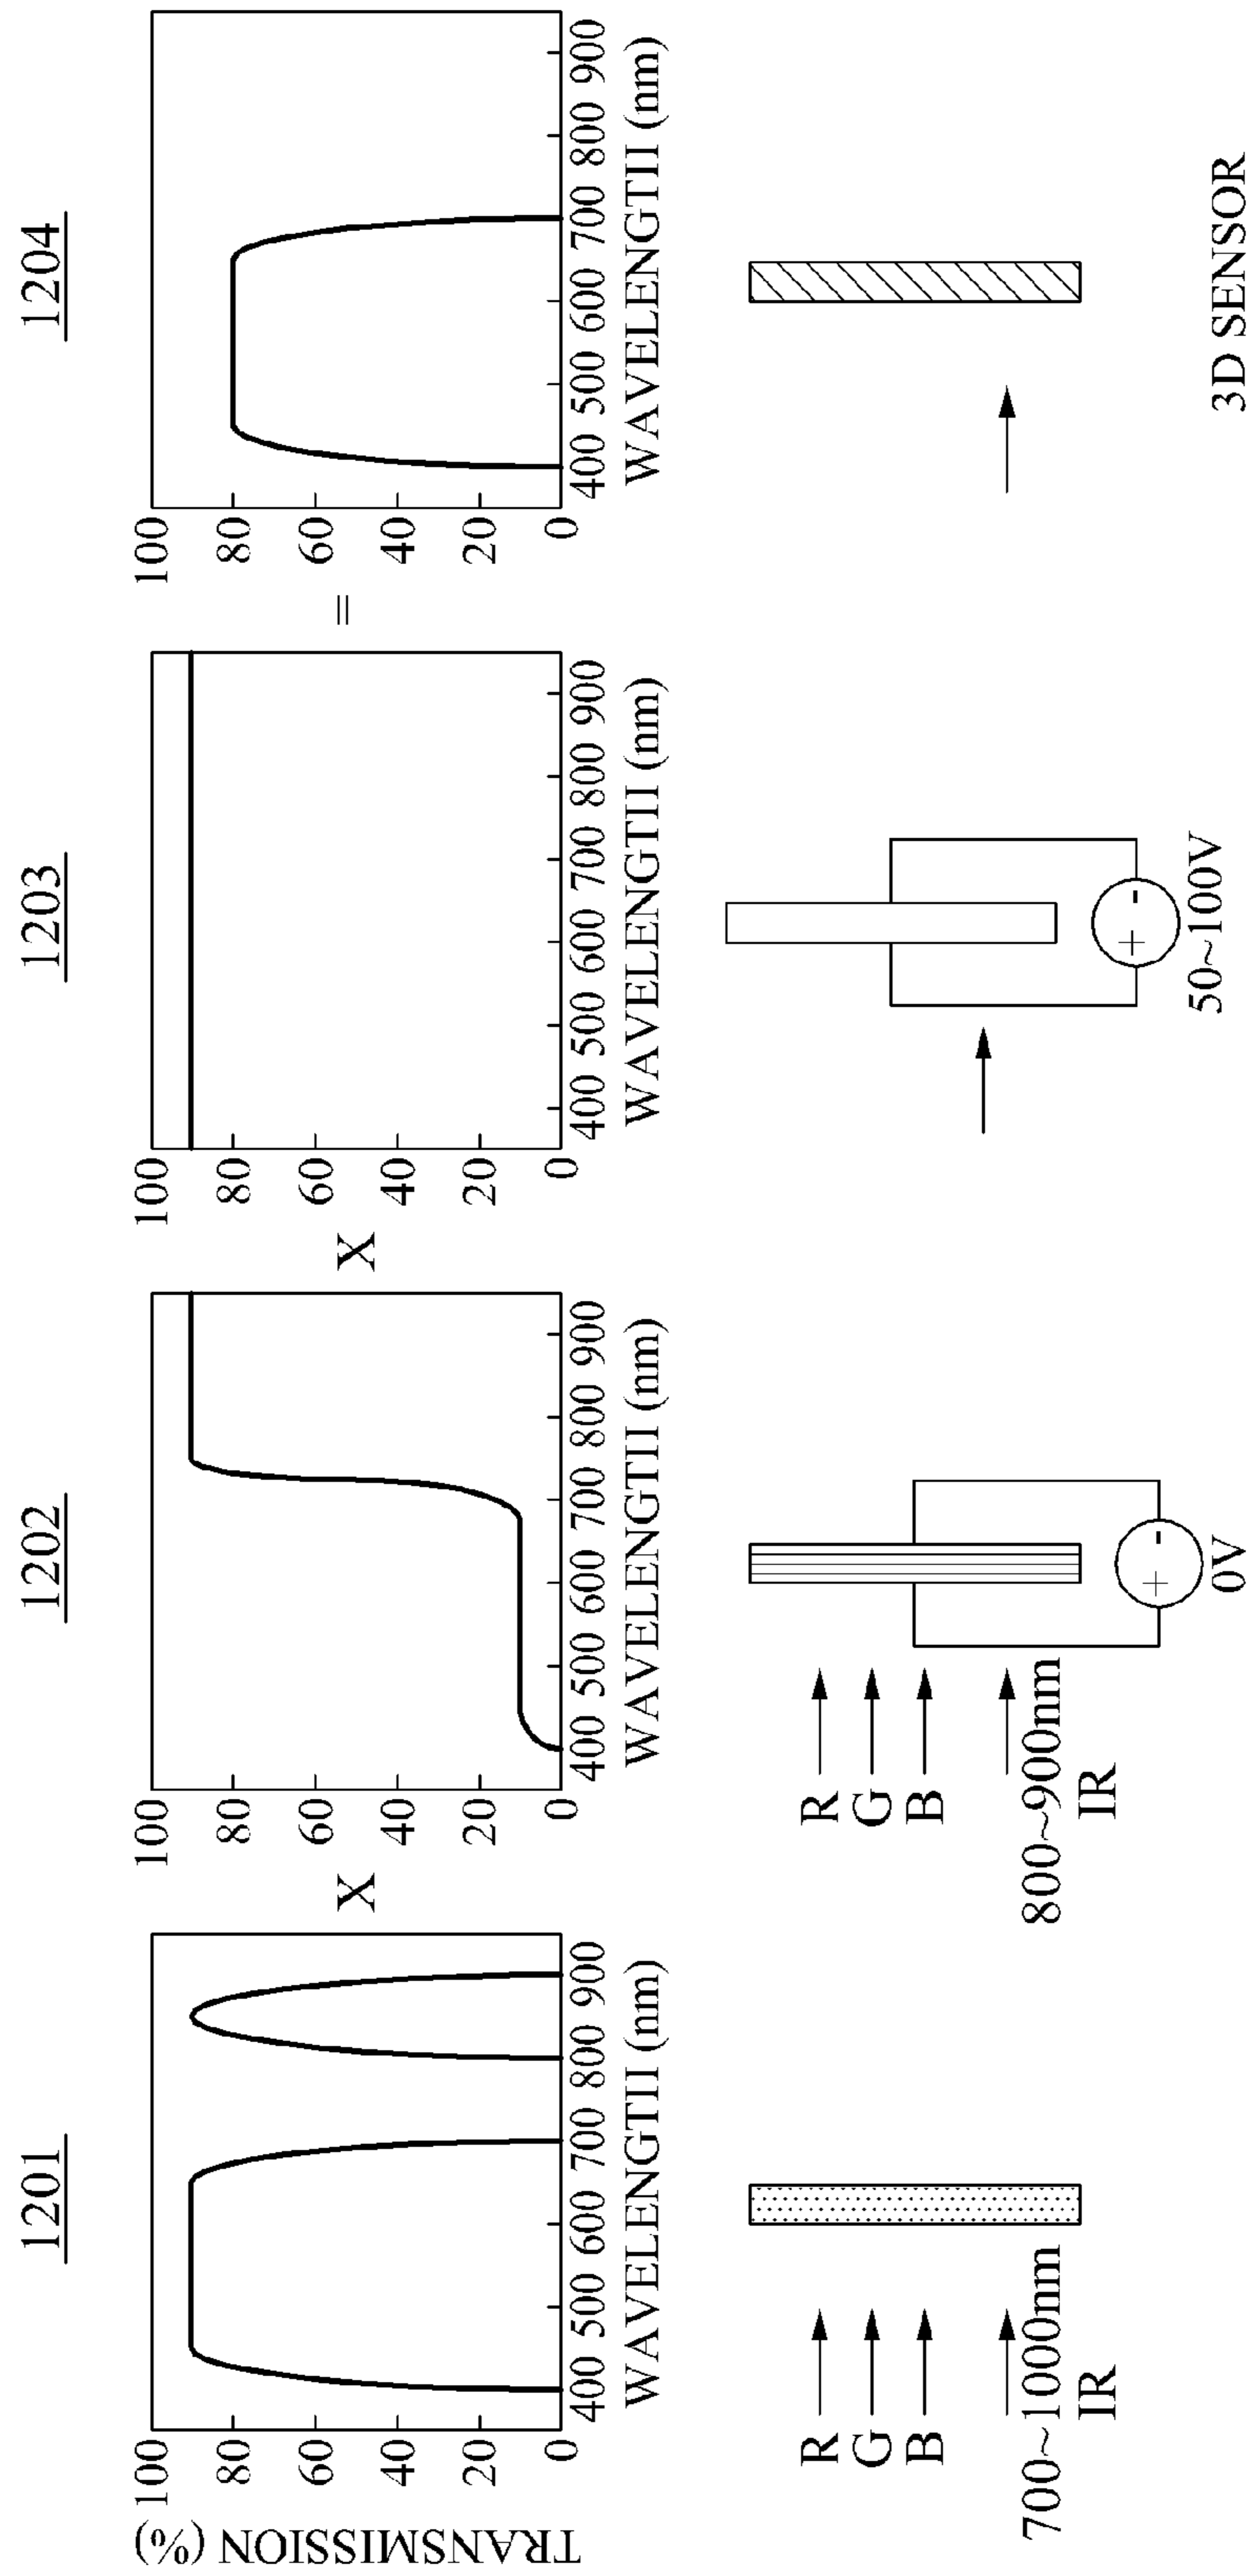 1201
1202
1203
1204
TRANSMISSION (%)
100
80
60
40
20
0
400 500 600 700 800 900
WAVELENGTII (nm)
X
100
80
60
40
20
0
400 500 600 700 800 900
WAVELENGTII (nm)
X
100
80
60
40
20
0
400 500 600 700 800 900
WAVELENGTII (nm)
=
100
80
60
40
20
0
400 500 600 700 800 900
WAVELENGTII (nm)
R
G
B
700~1000nm
IR
R
G
B
800~900nm
IR
+ -
0V
+ -
50~100V
3D SENSOR